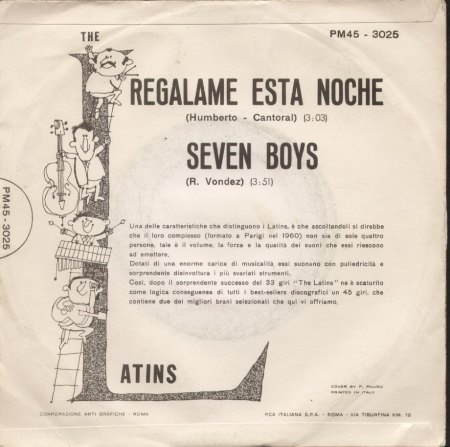 THE
PM45 - 3025
REGALAME ESTA NOCHE
(Humberto - Cantoral) (3:03)
SEVEN BOYS
(R. Vondez) (3:51)
PM45 - 3025
Una delle caratteristiche che distinguono i Latins, è che ascoltandoli si direbbe
che il loro complesso (formato a Parigi nel 1960) non sia di sole quattro
persone, tale è il volume, la forza e la qualità dei suoni che essi riescono
ad emettere.
Dotati di una enorme carica di musicalità essi suonano con puliedricità e
sorprendente disinvoltura i più svariati strumenti.
Così, dopo il sorprendente successo del 33 giri "The Latins" ne è scaturito
come logica conseguenza di tutti i best-sellers discografici un 45 giri, che
contiene due dei migliori brani selezionati che qui vi offriamo.
L
ATINS
COVER BY F. PILUDU
PRINTED IN ITALY
CORPORAZIONE ARTI GRAFICHE - ROMA
RCA ITALIANA S.P.A. - ROMA - VIA TIBURTINA KM. 12